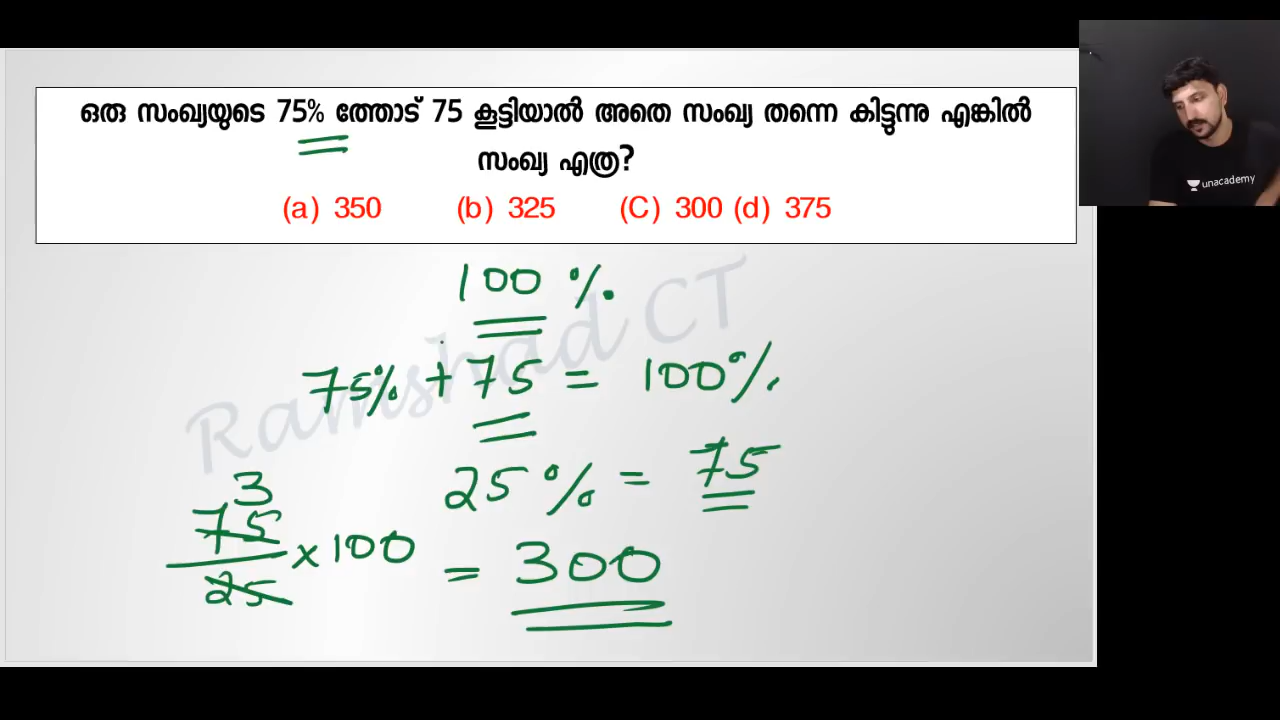 ഒരു സംഖ്യയുടെ 75% ത്തോട് 75 കൂട്ടിയാൽ അതെ സംഖ്യ തന്നെ കിട്ടുന്നു എങ്കിൽ
സംഖ്യ എത്ര?
(a) 350 (b) 325 (C) 300 (d) 375
unacademy
Ramshad CT
100 %.
75% + 75 = 100%
25% = 75
3
75
25
x 100 = 300